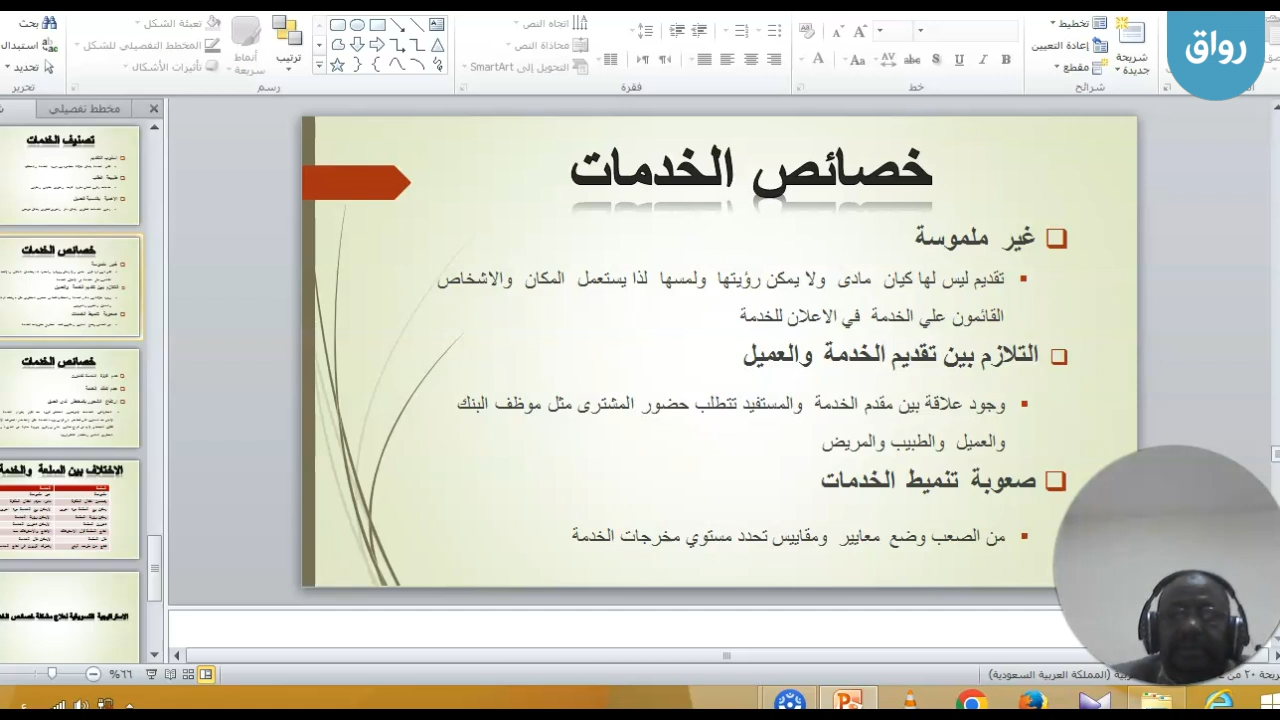 رواق
بحث
استبدال
تحديد
تحرير
تعبئة الشكل
المخطط التفصيلي للشكل
تأثيرات الأشكال
أنماط سريعة
ترتيب
رسم
اتجاه النص
محاذاة النص
التحويل إلى SmartArt
فقرة
خط
تخطيط
إعادة التعيين
مقطع
شريحة جديدة
شرائح
مخطط تفصيلي
تصنيف الخدمات
خصائص الخدمات
خصائص الخدمات
الاختلاف بين السلعة والخدمة
خصائص الخدمات
غير ملموسة
تقديم ليس لها كيان مادى ولا يمكن رؤيتها ولمسها لذا يستعمل المكان والاشخاص
القائمون علي الخدمة في الاعلان للخدمة
التلازم بين تقديم الخدمة والعميل
وجود علاقة بين مقدم الخدمة والمستفيد تتطلب حضور المشترى مثل موظف البنك
والعميل والطبيب والمريض
صعوبة تنميط الخدمات
من الصعب وضع معايير ومقاييس تحدد مستوي مخرجات الخدمة
٦٦%
(المملكة العربية السعودية)